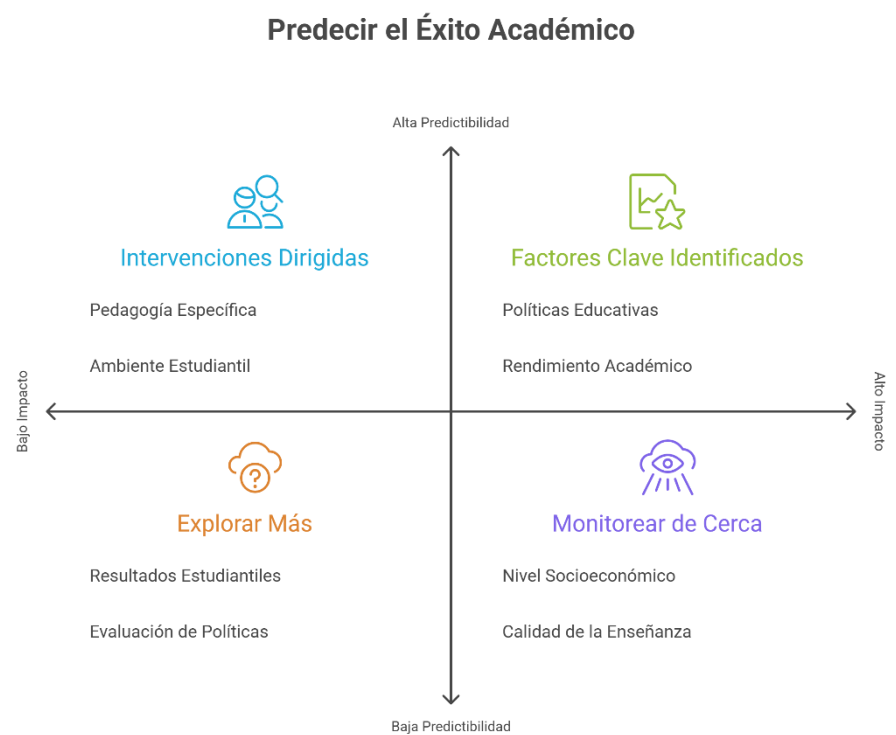 Predecir el Éxito Académico
Alta Predictibilidad
Intervenciones Dirigidas
Pedagogía Específica
Ambiente Estudiantil
Factores Clave Identificados
Políticas Educativas
Rendimiento Académico
Bajo Impacto
Alto Impacto
Explorar Más
Resultados Estudiantiles
Evaluación de Políticas
Monitorear de Cerca
Nivel Socioeconómico
Calidad de la Enseñanza
Baja Predictibilidad